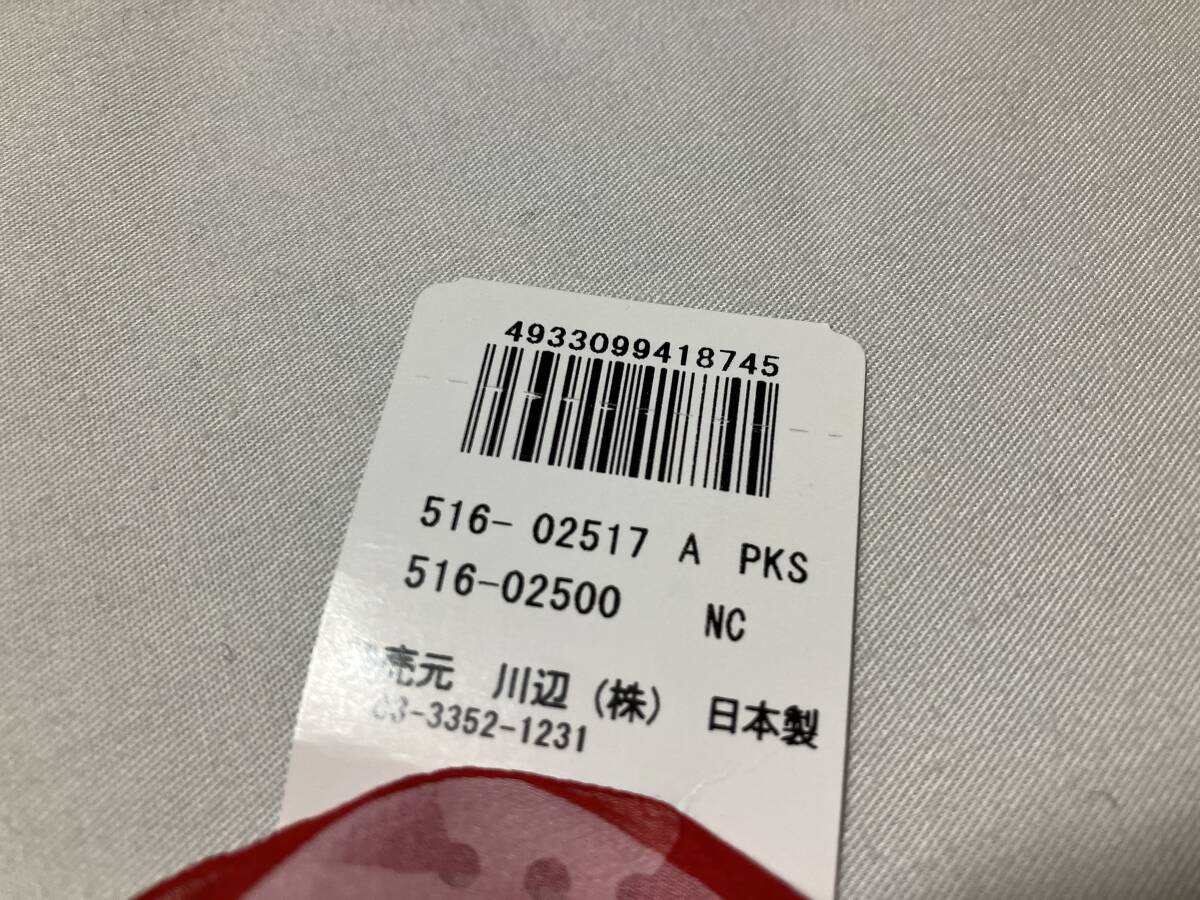 4933099418745
516- 02517 A PKS
516-02500 NC
売元 川辺(株) 日本製
03-3352-1231